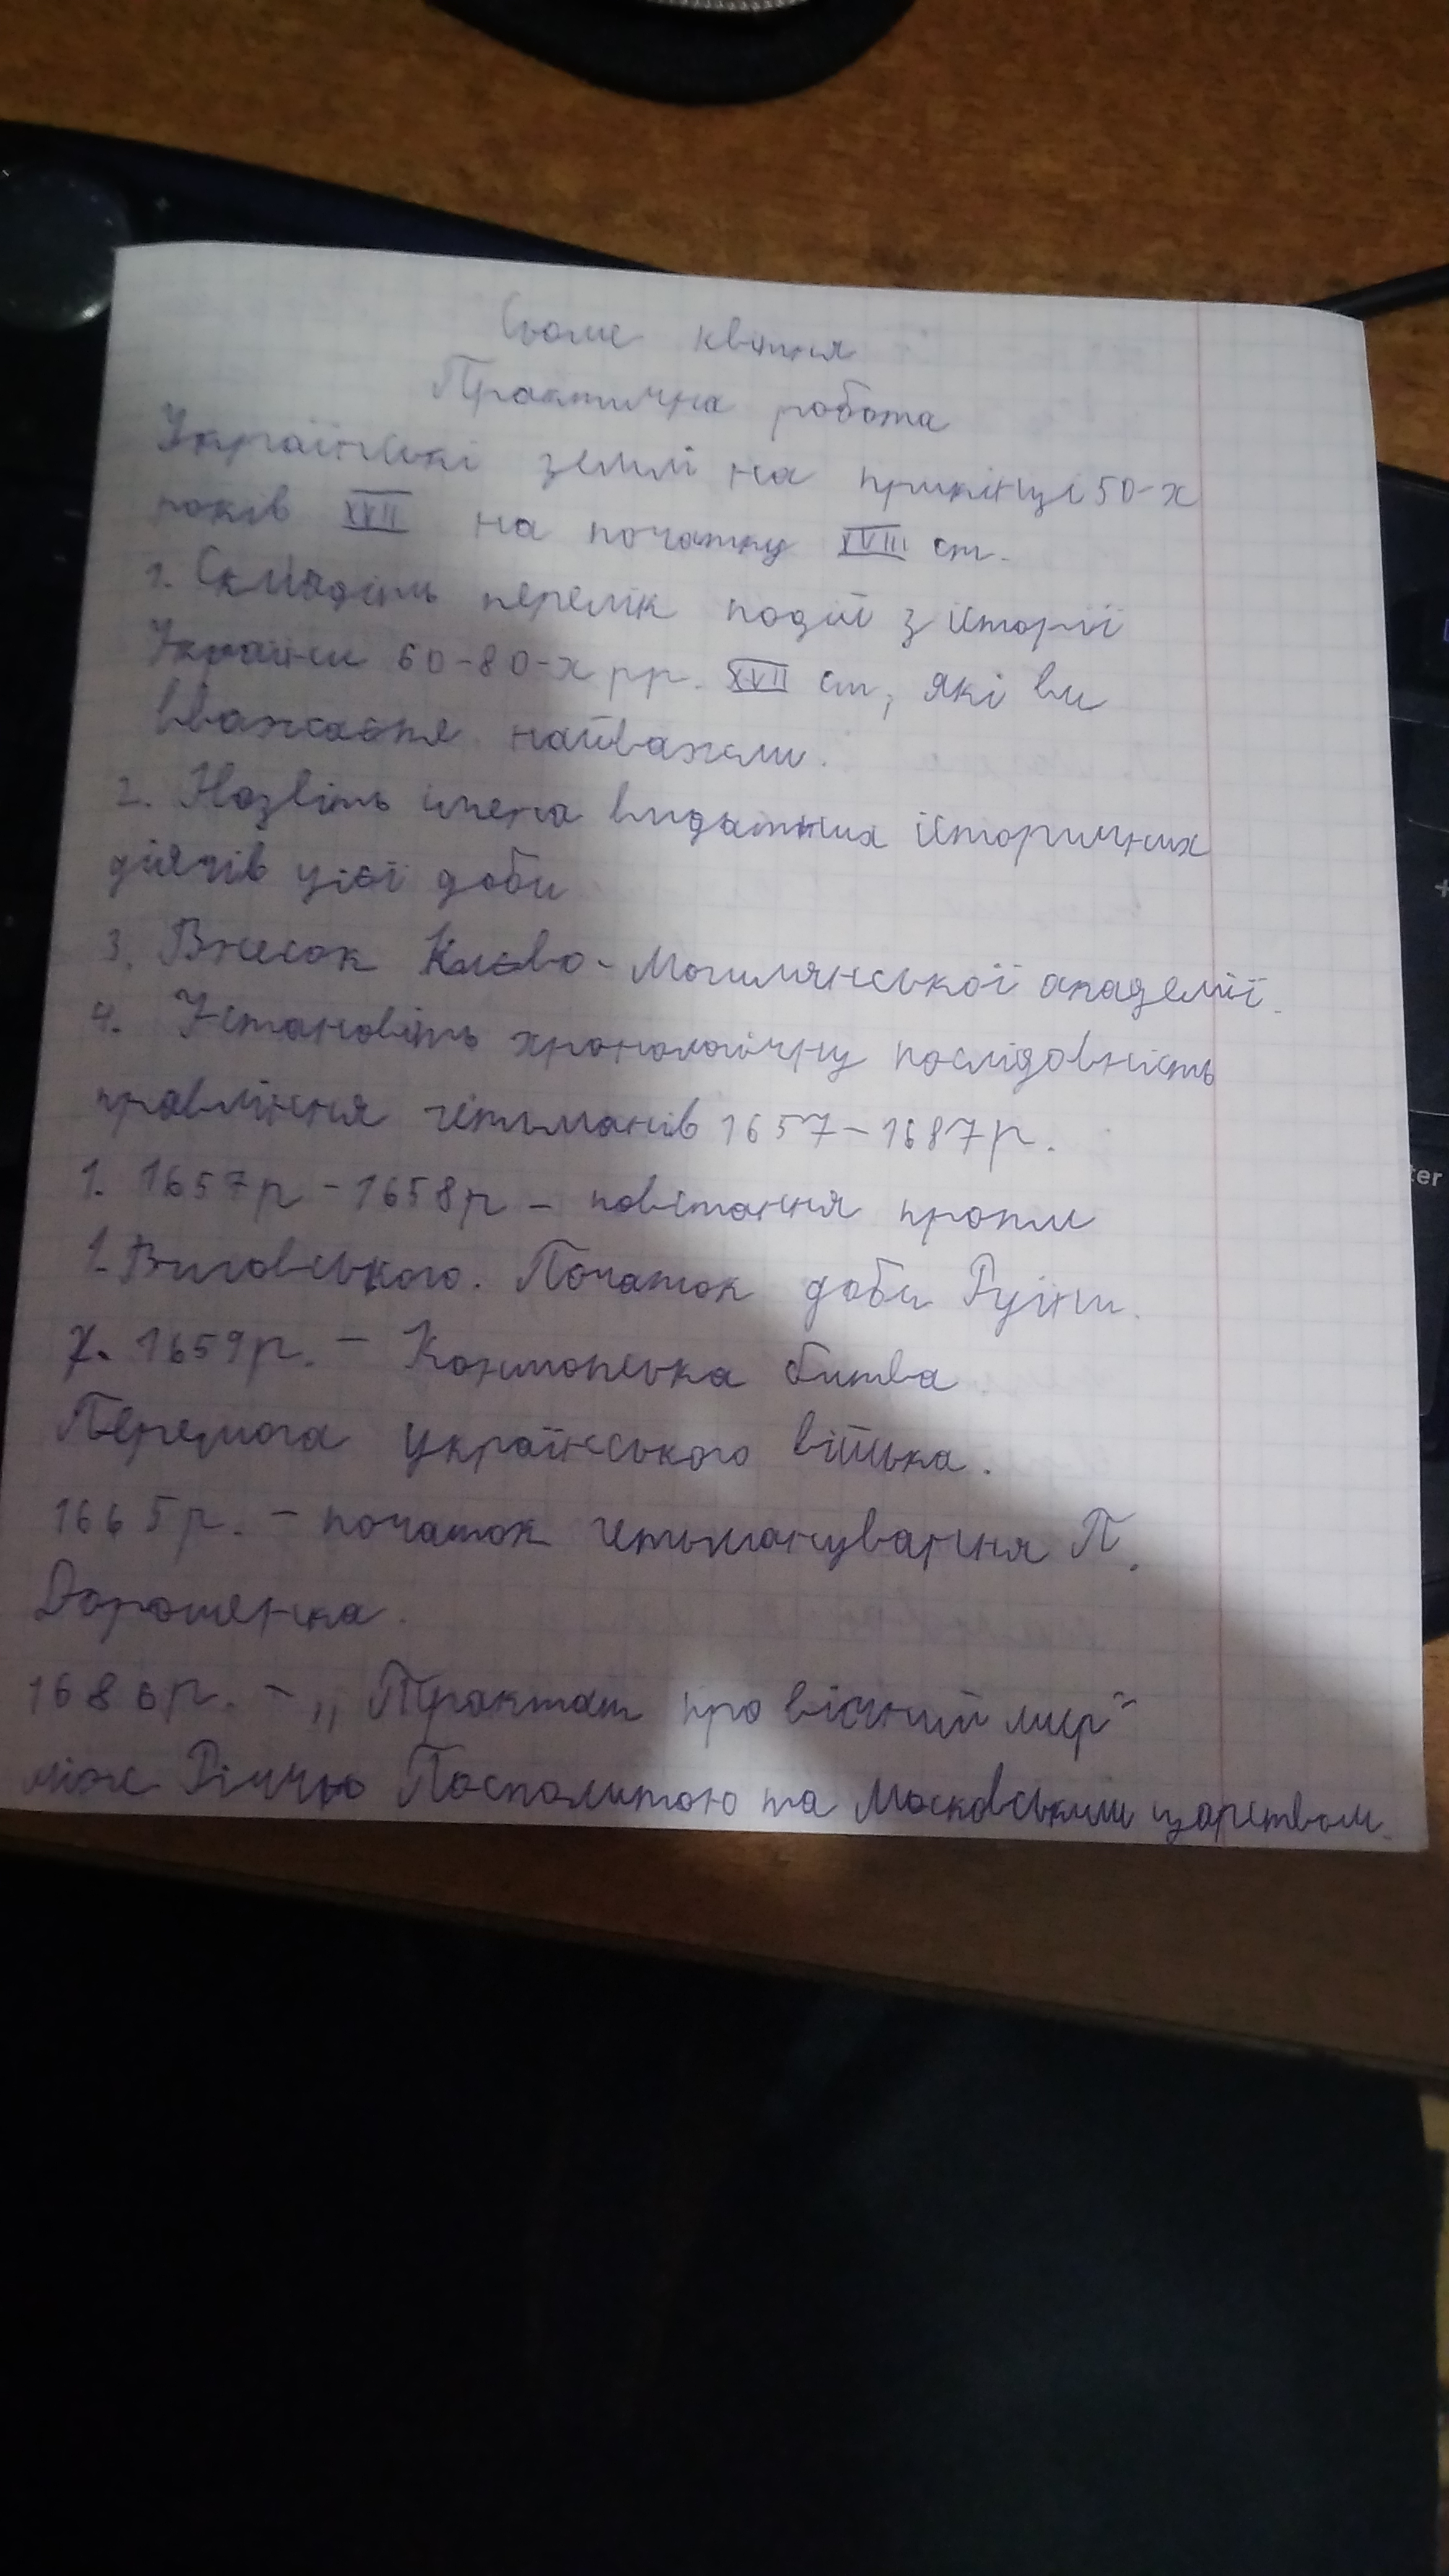 Сьоме квітня
Практична робота
Українські землі на прикінці 50-х
років XVII на початку XVIII ст.
1. Складіть перелік подій з історії
України 60-80-х рр. XVII ст, які ви
вважаєте найважлм.
2. Назвіть імена видатних історичних
діячів цієї доби
3. Внесок Києво-Могилянської академії.
4. Установіть хронологічну послідовність
правління гетьманів 1657-1687р.
1. 1657р - 1658р - повстання проти
І. Виговського. Початок доби Руїни.
1659р. - Конотопська битва
Перемога українського війська.
1665р. - початок гетьманування П.
Дорошенка.
1686р. - „Трактат про вічний мир"
між Річчю Посполитою та Московським царством.
ter